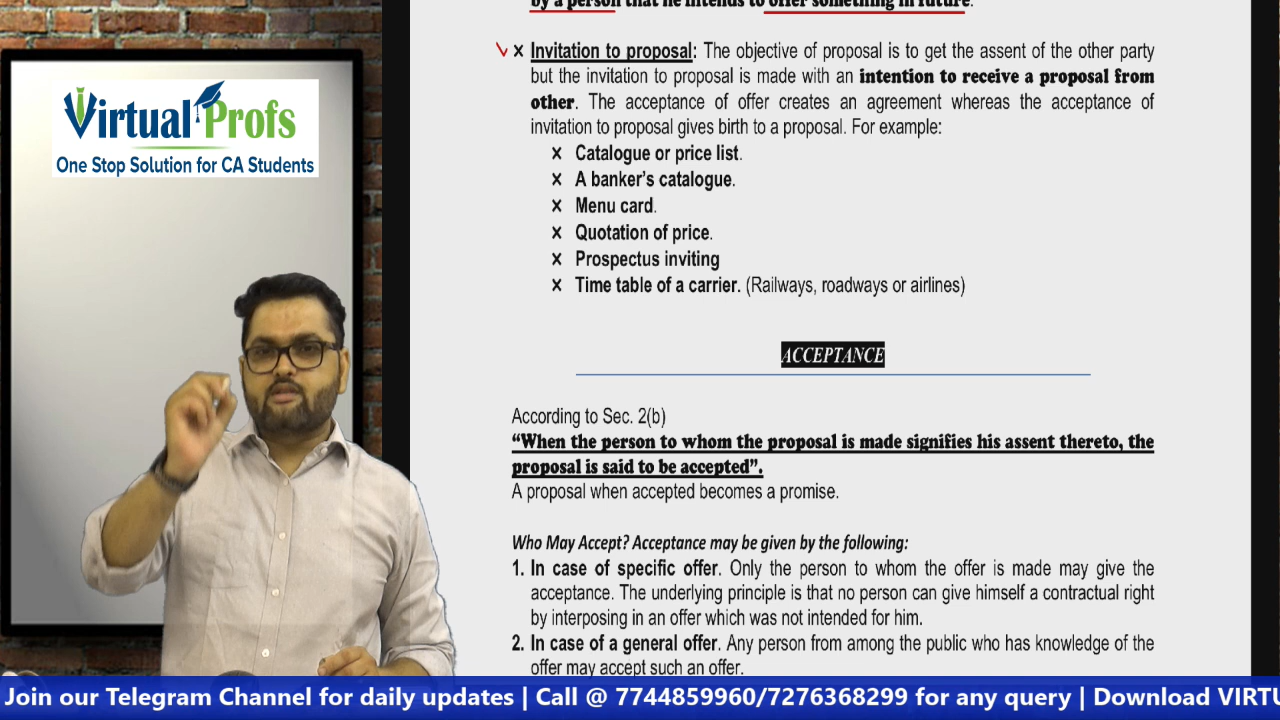 by a person that he intends to offer something in future.
Invitation to proposal: The objective of proposal is to get the assent of the other party
but the invitation to proposal is made with an intention to receive a proposal from
other. The acceptance of offer creates an agreement whereas the acceptance of
invitation to proposal gives birth to a proposal. For example:
Catalogue or price list.
A banker's catalogue.
Menu card.
Quotation of price.
Prospectus inviting
Time table of a carrier. (Railways, roadways or airlines)
Virtual Profs
One Stop Solution for CA Students
ACCEPTANCE
According to Sec. 2(b)
“When the person to whom the proposal is made signifies his assent thereto, the
proposal is said to be accepted”.
A proposal when accepted becomes a promise.
Who May Accept? Acceptance may be given by the following:
1. In case of specific offer. Only the person to whom the offer is made may give the
acceptance. The underlying principle is that no person can give himself a contractual right
by interposing in an offer which was not intended for him.
2. In case of a general offer. Any person from among the public who has knowledge of the
offer may accept such an offer.
Join our Telegram Channel for daily updates | Call @ 7744859960/7276368299 for any query | Download VIRTU